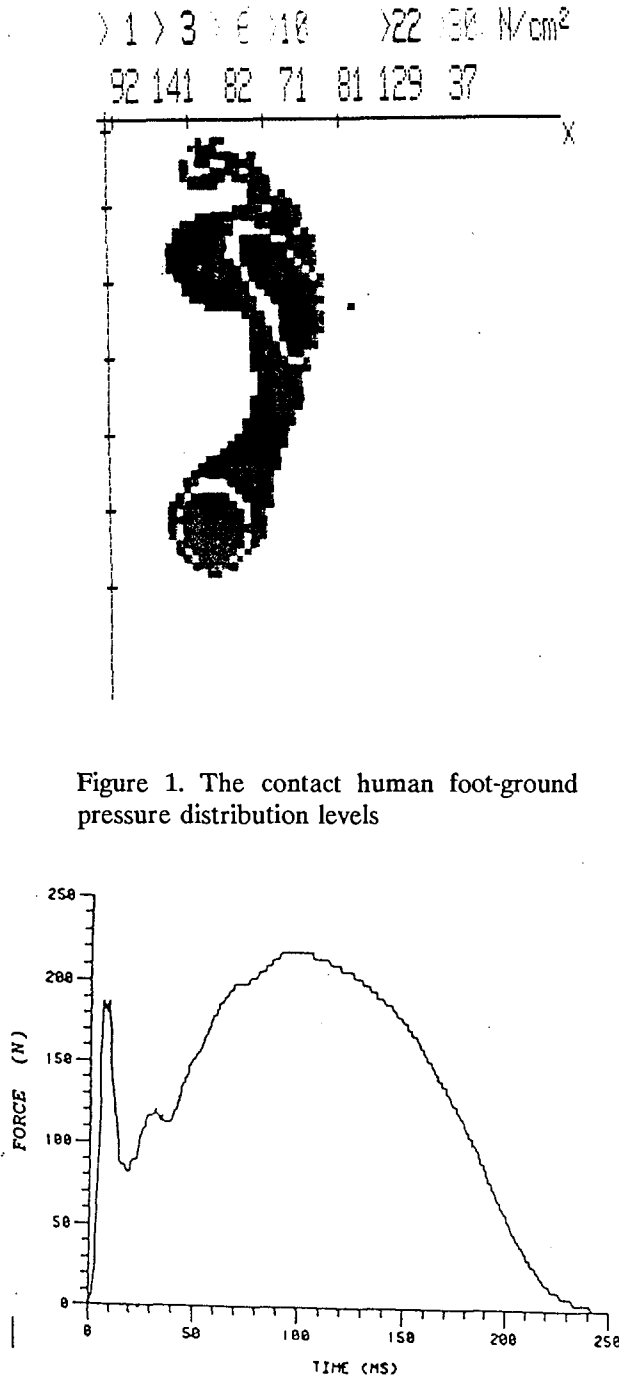 > 1 > 3 > 6 >10 >22 >30 N/cm²
92 141 82 71 81 129 37
X
Figure 1. The contact human foot-ground
pressure distribution levels
250
200
150
100
50
0
FORCE (N)
0 50 100 150 200 250
TIME (MS)